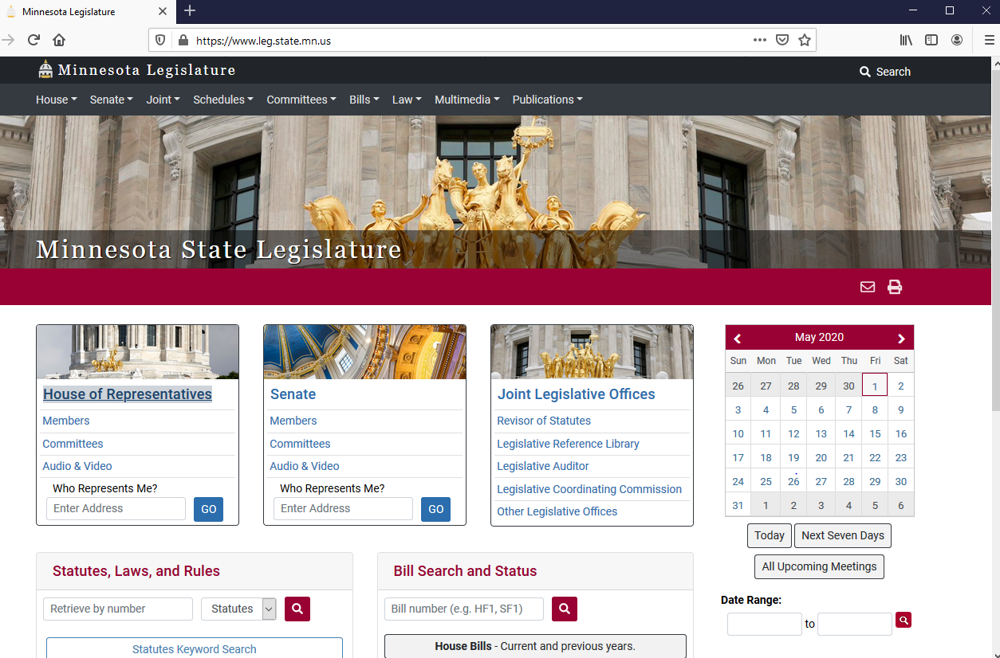 Minnesota Legislature
https://www.leg.state.mn.us
Minnesota Legislature
Search
House Senate Joint Schedules Committees Bills Law Multimedia Publications
Minnesota State Legislature
House of Representatives
Members
Committees
Audio & Video
Who Represents Me?
Enter Address GO
Senate
Members
Committees
Audio & Video
Who Represents Me?
Enter Address GO
Joint Legislative Offices
Revisor of Statutes
Legislative Reference Library
Legislative Auditor
Legislative Coordinating Commission
Other Legislative Offices
May 2020
Sun Mon Tue Wed Thu Fri Sat
26 27 28 29 30 1 2
3 4 5 6 7 8 9
10 11 12 13 14 15 16
17 18 19 20 21 22 23
24 25 26 27 28 29 30
31 1 2 3 4 5 6
Today Next Seven Days
All Upcoming Meetings
Date Range:
to
Statutes, Laws, and Rules
Retrieve by number Statutes
Statutes Keyword Search
Bill Search and Status
Bill number (e.g. HF1, SF1)
House Bills - Current and previous years.